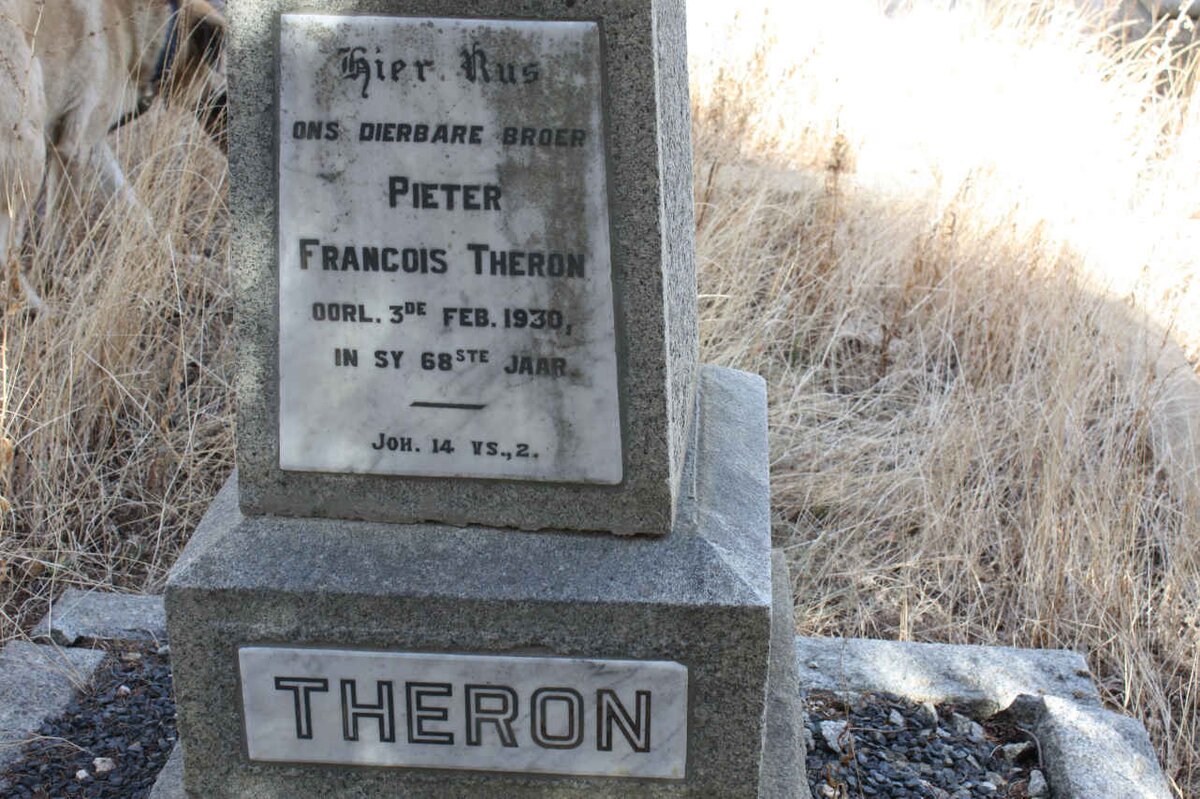 Hier Rus
ONS DIERBARE BROER
PIETER
FRANCOIS THERON
OORL. 3DE FEB. 1930,
IN SY 68STE JAAR.
JOH. 14 VS.,2.
THERON